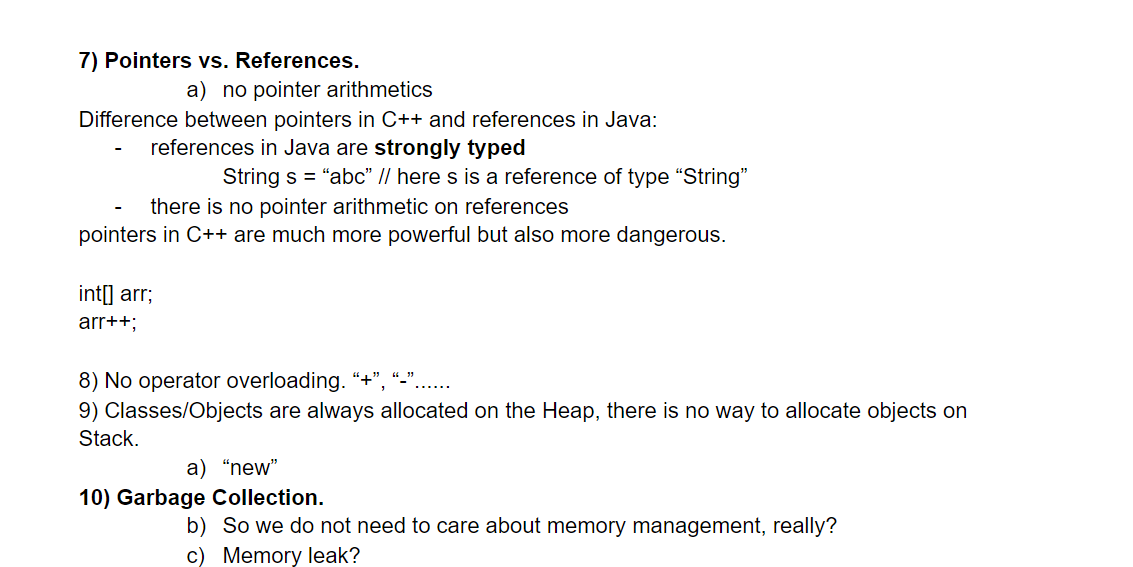 7) Pointers vs. References.
a) no pointer arithmetics
Difference between pointers in C++ and references in Java:
- references in Java are strongly typed
String s = “abc” // here s is a reference of type “String”
- there is no pointer arithmetic on references
pointers in C++ are much more powerful but also more dangerous.
int[] arr;
arr++;
8) No operator overloading. “+”, “-”......
9) Classes/Objects are always allocated on the Heap, there is no way to allocate objects on
Stack.
a) “new”
10) Garbage Collection.
b) So we do not need to care about memory management, really?
c) Memory leak?